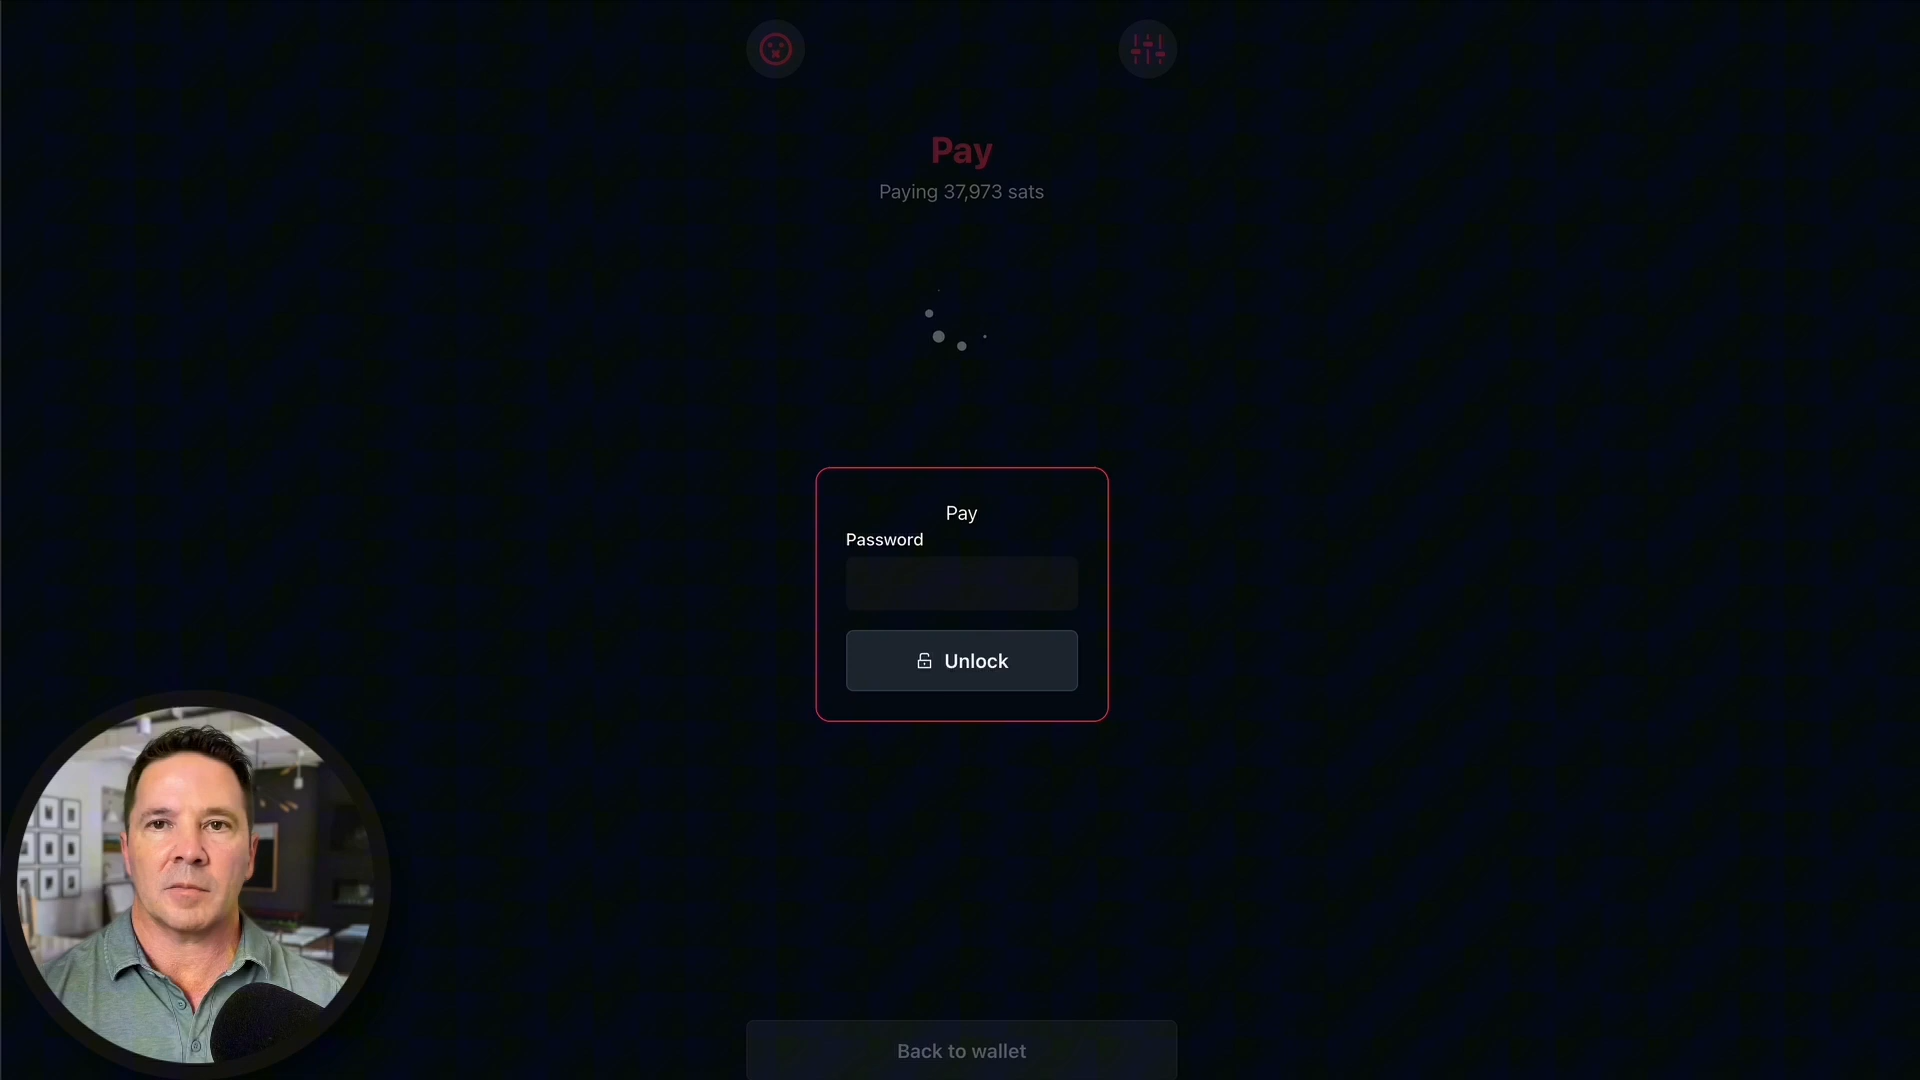 Pay
Paying 37,973 sats
Pay
Password
Unlock
Back to wallet